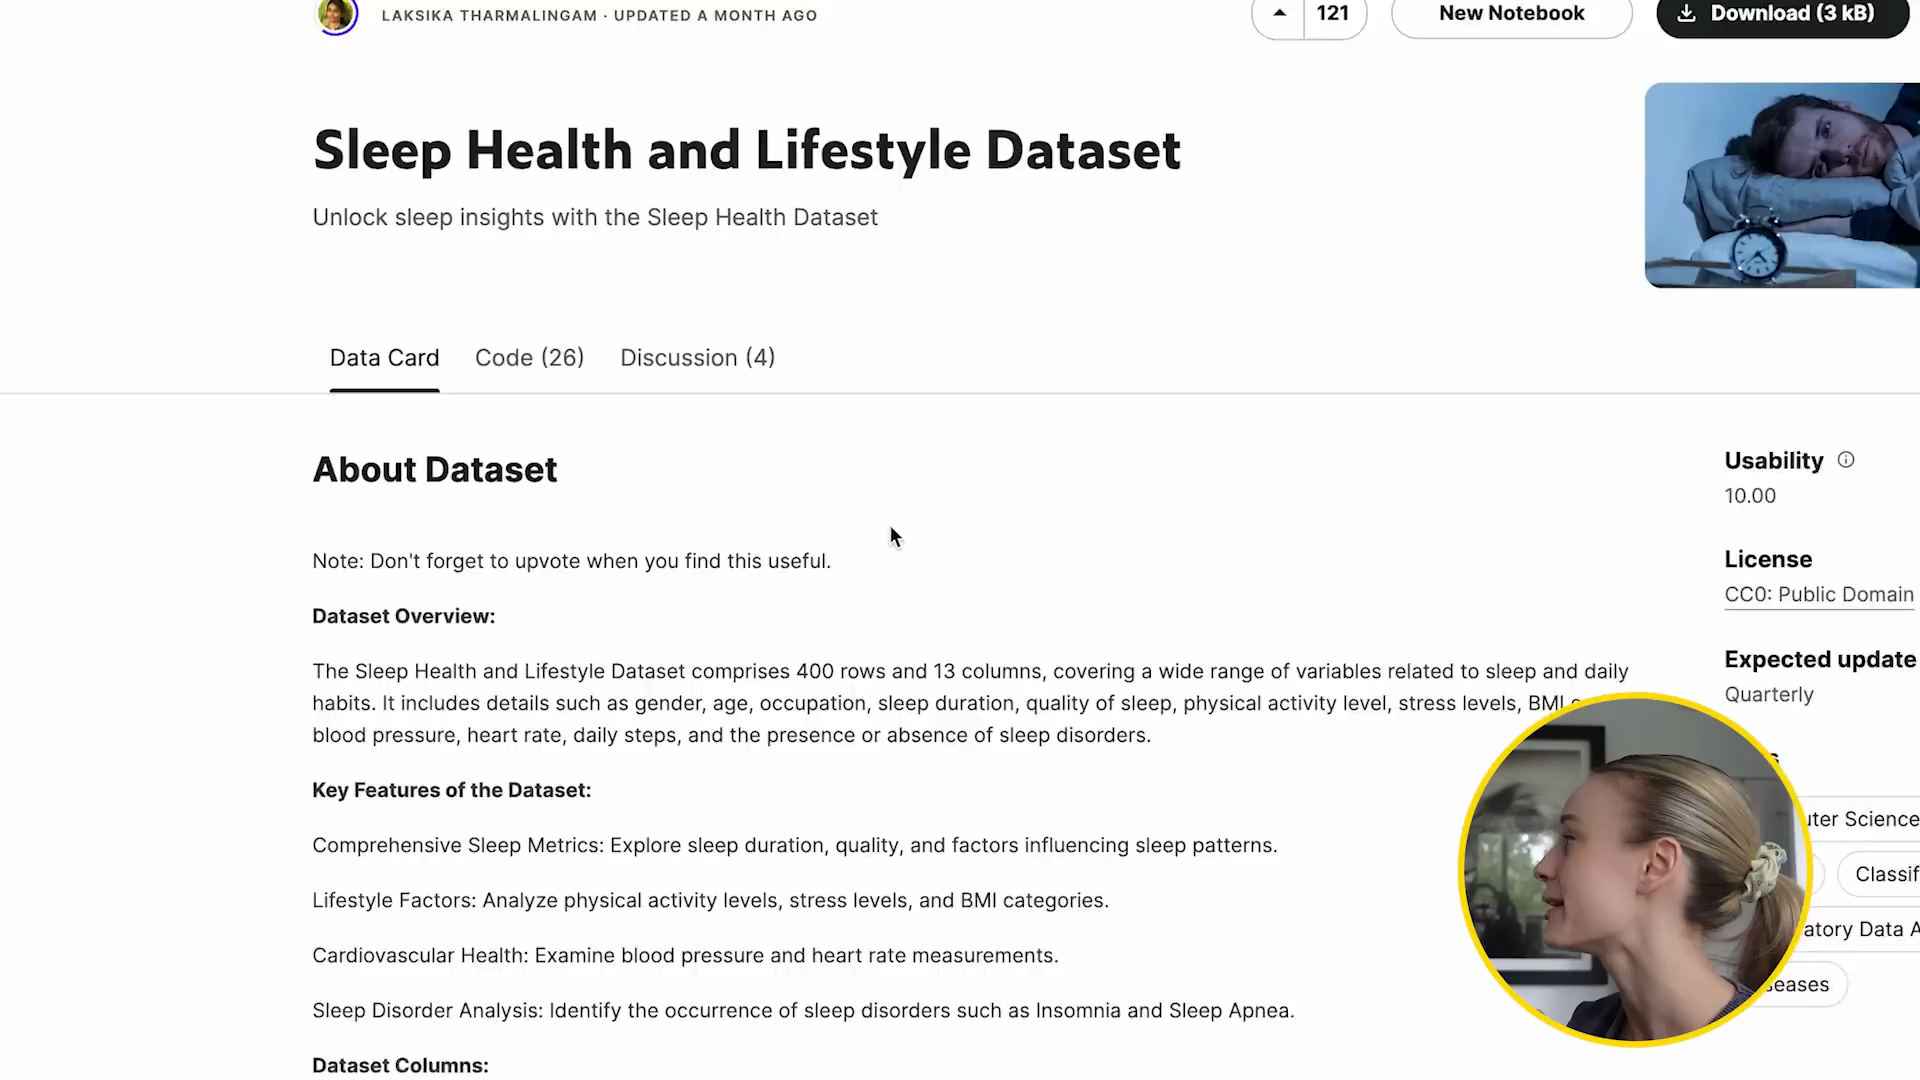 LAKSIKA THARMALINGAM · UPDATED A MONTH AGO
121
New Notebook
Download (3 kB)
Sleep Health and Lifestyle Dataset
Unlock sleep insights with the Sleep Health Dataset
Data Card
Code (26)
Discussion (4)
About Dataset
Note: Don't forget to upvote when you find this useful.
Dataset Overview:
The Sleep Health and Lifestyle Dataset comprises 400 rows and 13 columns, covering a wide range of variables related to sleep and daily
habits. It includes details such as gender, age, occupation, sleep duration, quality of sleep, physical activity level, stress levels, BMI
blood pressure, heart rate, daily steps, and the presence or absence of sleep disorders.
Key Features of the Dataset:
Comprehensive Sleep Metrics: Explore sleep duration, quality, and factors influencing sleep patterns.
Lifestyle Factors: Analyze physical activity levels, stress levels, and BMI categories.
Cardiovascular Health: Examine blood pressure and heart rate measurements.
Sleep Disorder Analysis: Identify the occurrence of sleep disorders such as Insomnia and Sleep Apnea.
Dataset Columns:
Usability
10.00
License
CC0: Public Domain
Expected update
Quarterly
Science
Data